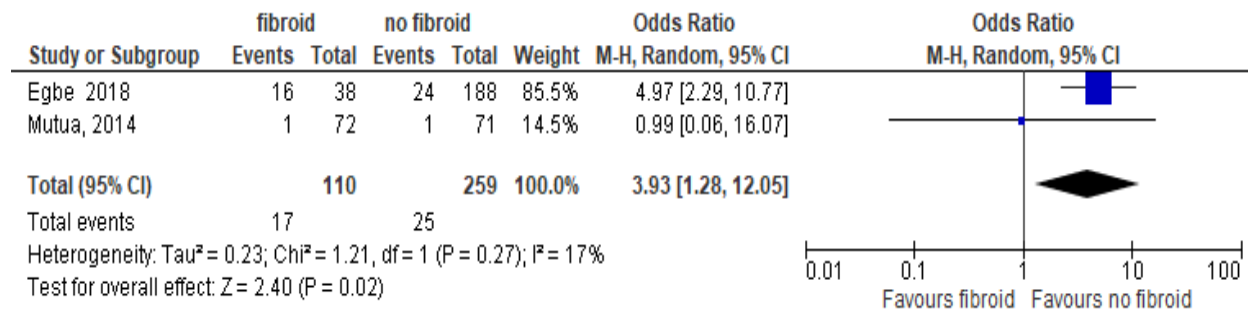 fibroid no fibroid Odds Ratio Odds Ratio
Study or Subgroup Events Total Events Total Weight M-H, Random, 95% CI M-H, Random, 95% CI
Egbe 2018 16 38 24 188 85.5% 4.97 [2.29, 10.77]
Mutua, 2014 1 72 1 71 14.5% 0.99 [0.06, 16.07]
Total (95% CI) 110 259 100.0% 3.93 [1.28, 12.05]
Total events 17 25
Heterogeneity: Tau² = 0.23; Chi² = 1.21, df = 1 (P = 0.27); I² = 17%
Test for overall effect: Z = 2.40 (P = 0.02)
0.01 0.1 1 10 100
Favours fibroid Favours no fibroid